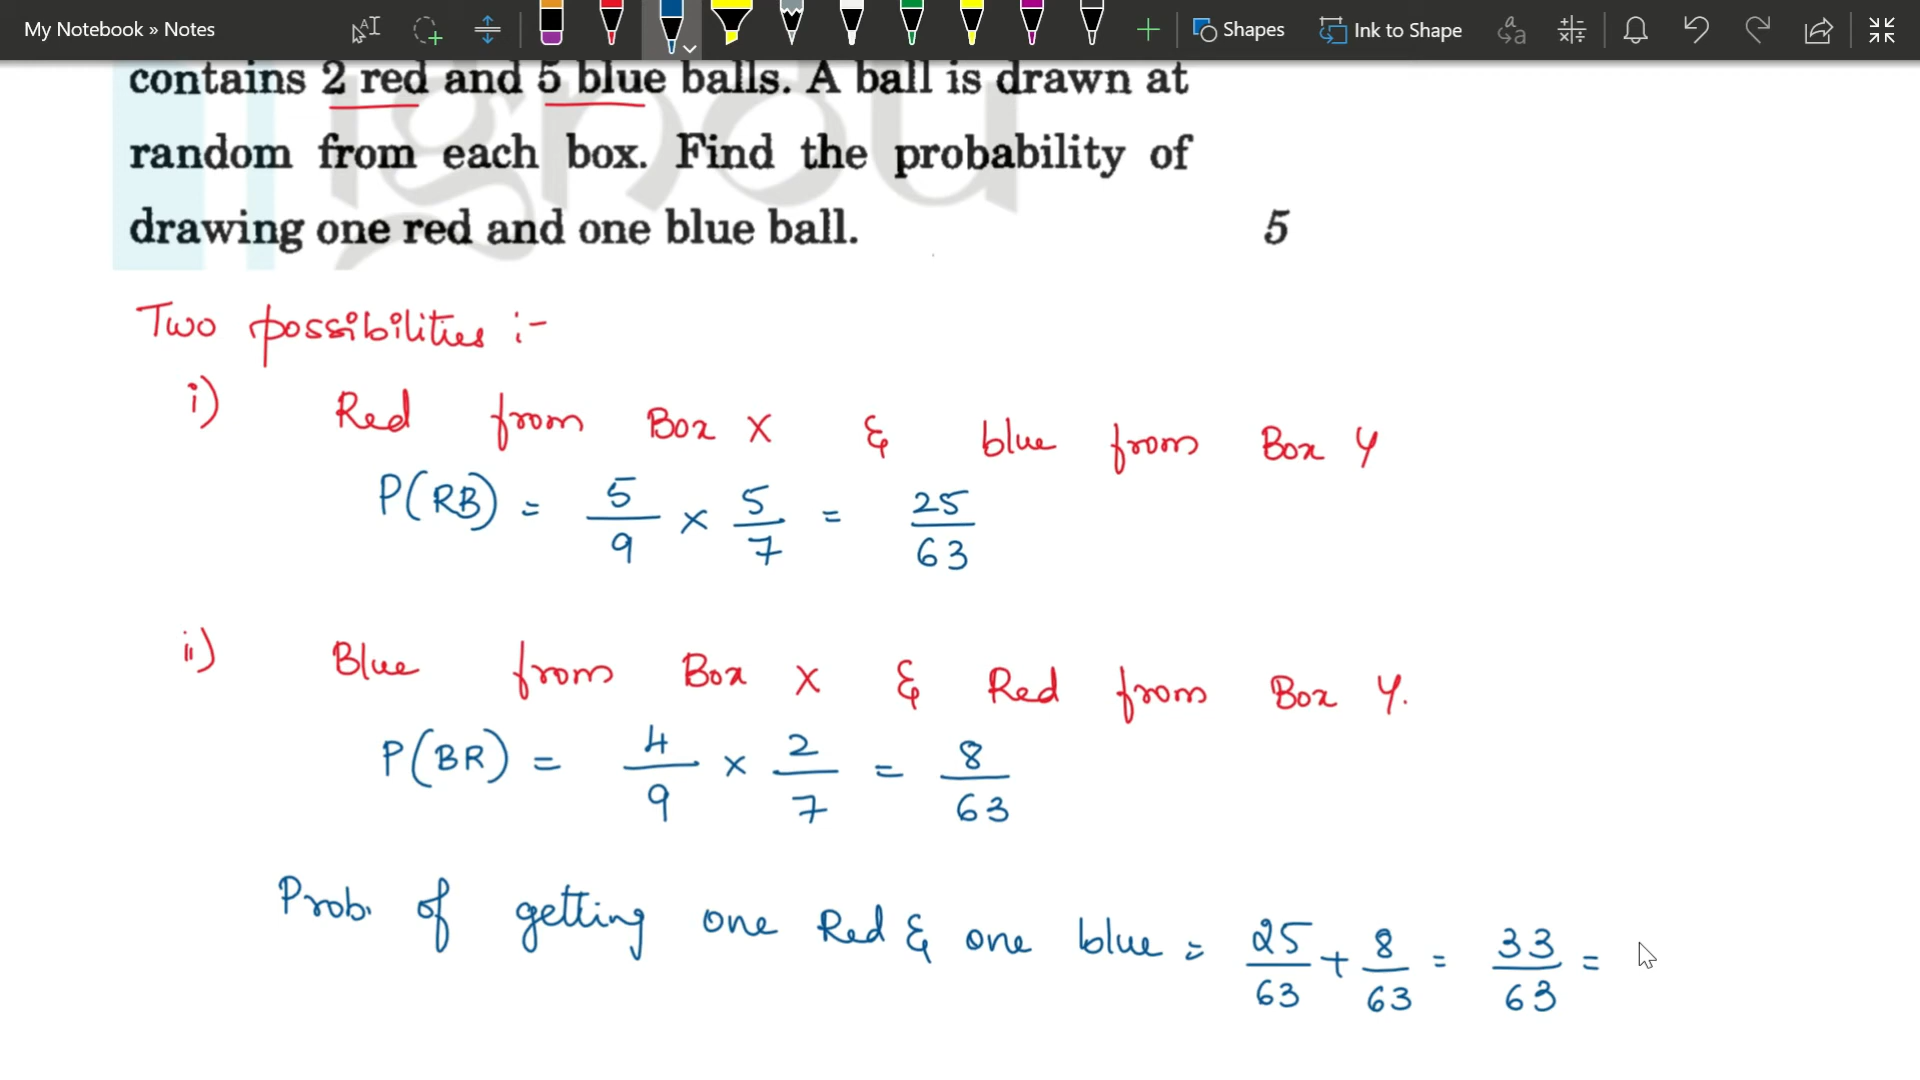 My Notebook » Notes
Shapes
Ink to Shape
contains 2 red and 5 blue balls. A ball is drawn at
random from each box. Find the probability of
drawing one red and one blue ball. 5
ignou
Two possibilities :-
i) Red from Box X & blue from Box Y
P(RB) = 5/9 × 5/7 = 25/63
ii) Blue from Box X & Red from Box Y.
P(BR) = 4/9 × 2/7 = 8/63
Prob. of getting one Red & one blue = 25/63 + 8/63 = 33/63 =